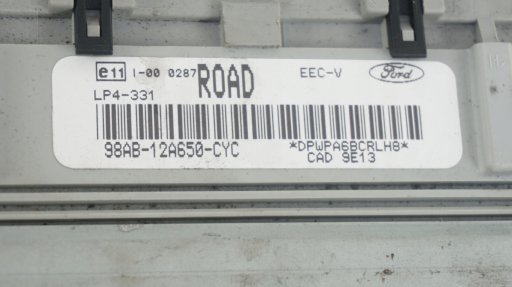 e11 I-00 0287 ROAD EEC-V Ford
LP4-331
98AB-12A650-CYC *DPWPA6BCRLH8*
CAD 9E13